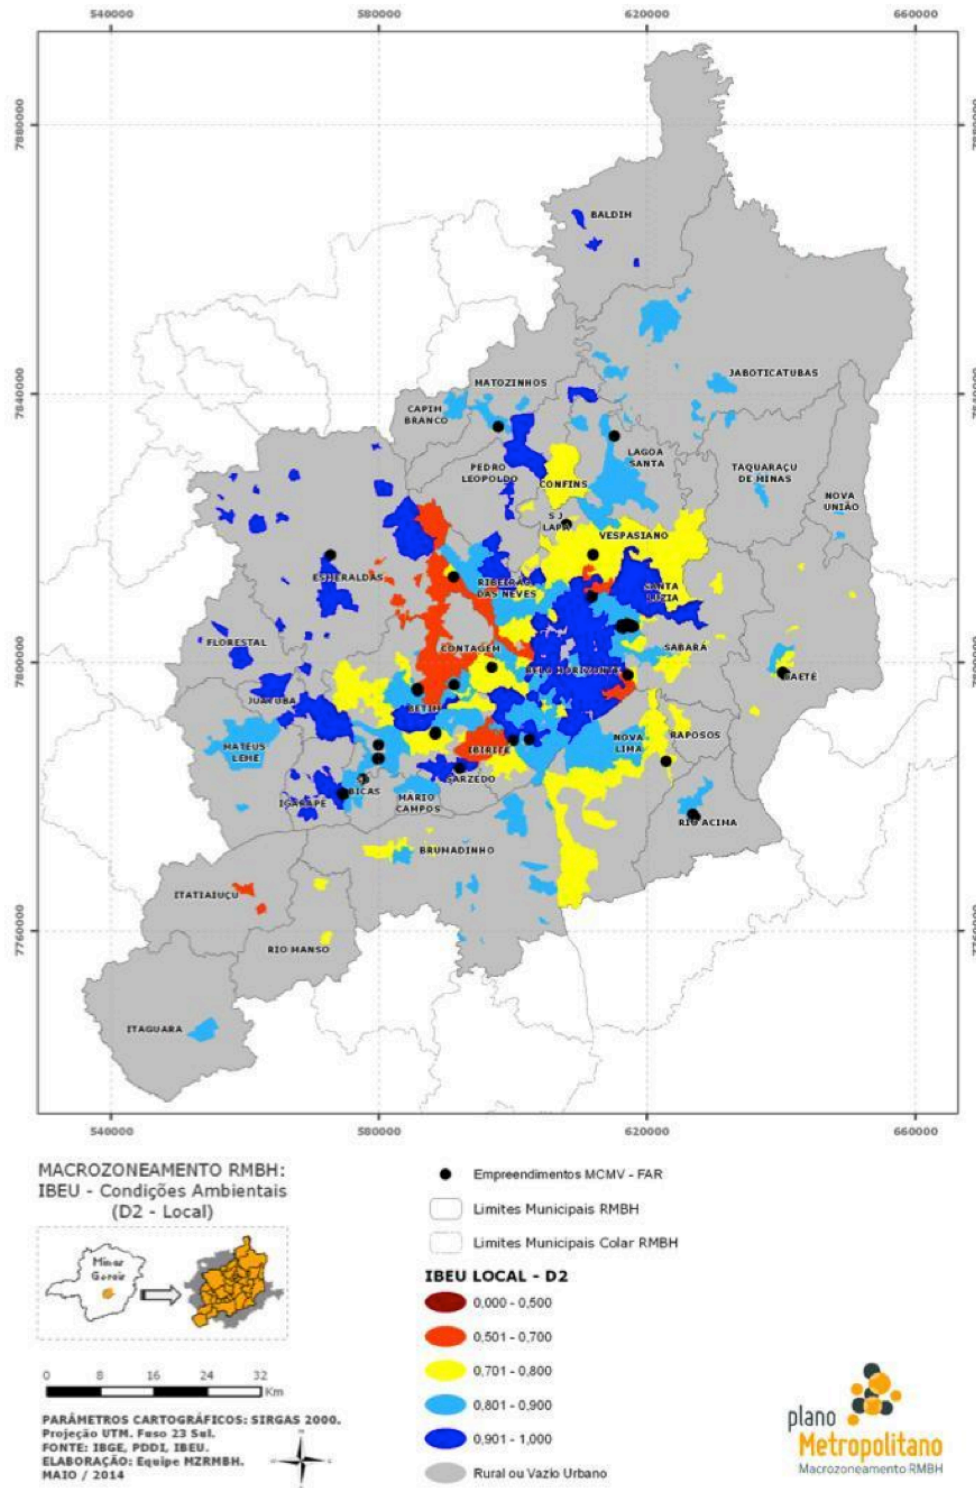 540000 580000 620000 660000
7880000 7880000
BALDIM
JABOTICATUBAS
MATOZINHOS
7840000 7840000
CAPIM
BRANCO
LAGOA
SANTA
PEDRO
LEOPOLDO
TAQUARAÇU
DE MINAS
CONFINS
NOVA
UNIÃO
S J
LAPA
VESPASIANO
ESMERALDAS
RIBEIRÃO
DAS NEVES
SANTA
LUZIA
FLORESTAL
CONTAGEM
SABARÁ
7800000 7800000
BELO HORIZONTE
CAETÉ
JUATUBA
BETIM
MATEUS
LEME
IBIRITÉ
NOVA
LIMA
RAPOSOS
SARZEDO
IGARAPÉ
BICAS
MARIO
CAMPOS
RIO ACIMA
BRUMADINHO
ITATIAIUÇU
7760000 7760000
RIO MANSO
ITAGUARA
540000 580000 620000 660000
MACROZONEAMENTO RMBH:
IBEU - Condições Ambientais
(D2 - Local)
Minas
Gerais
0 8 16 24 32
Km
PARÂMETROS CARTOGRÁFICOS: SIRGAS 2000.
Projeção UTM. Fuso 23 Sul.
FONTE: IBGE, PDDI, IBEU.
ELABORAÇÃO: Equipe MZRMBH.
MAIO / 2014
Empreendimentos MCMV - FAR
Limites Municipais RMBH
Limites Municipais Colar RMBH
IBEU LOCAL - D2
0,000 - 0,500
0,501 - 0,700
0,701 - 0,800
0,801 - 0,900
0,901 - 1,000
Rural ou Vazio Urbano
plano
Metropolitano
Macrozoneamento RMBH